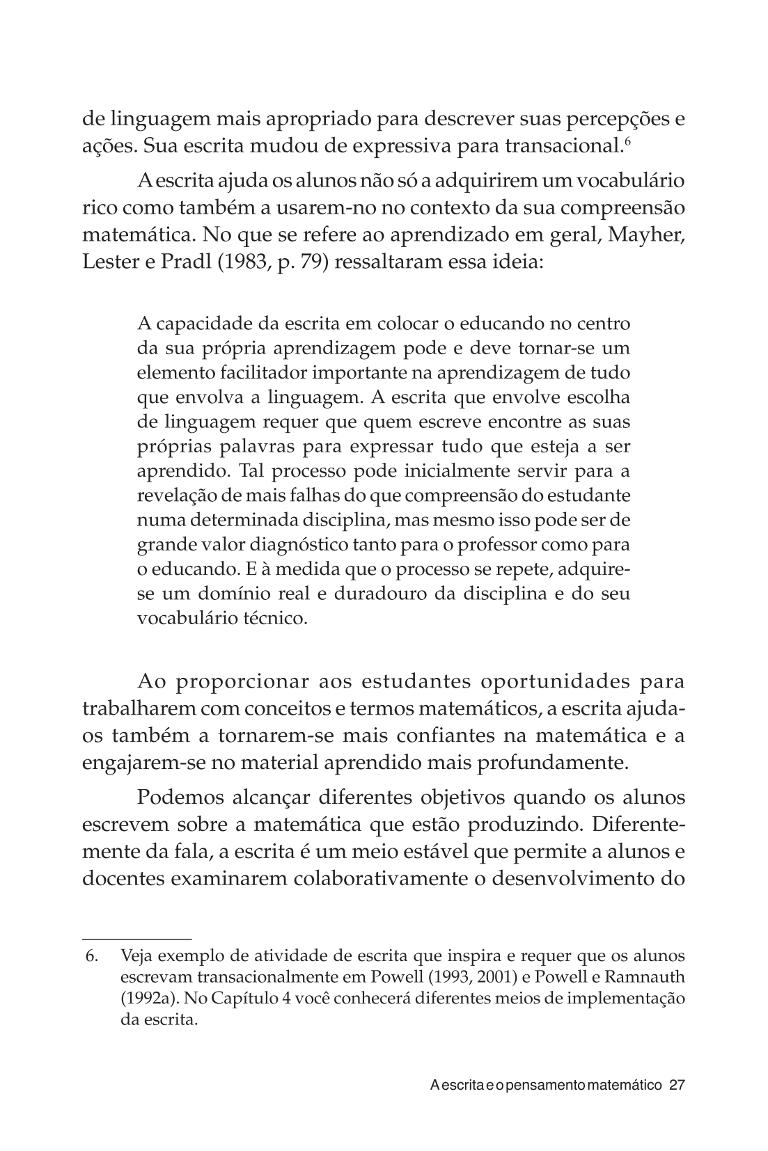 de linguagem mais apropriado para descrever suas percepções e
ações. Sua escrita mudou de expressiva para transacional.⁶
A escrita ajuda os alunos não só a adquirirem um vocabulário
rico como também a usarem-no no contexto da sua compreensão
matemática. No que se refere ao aprendizado em geral, Mayher,
Lester e Pradl (1983, p. 79) ressaltaram essa ideia:
A capacidade da escrita em colocar o educando no centro
da sua própria aprendizagem pode e deve tornar-se um
elemento facilitador importante na aprendizagem de tudo
que envolva a linguagem. A escrita que envolve escolha
de linguagem requer que quem escreve encontre as suas
próprias palavras para expressar tudo que esteja a ser
aprendido. Tal processo pode inicialmente servir para a
revelação de mais falhas do que compreensão do estudante
numa determinada disciplina, mas mesmo isso pode ser de
grande valor diagnóstico tanto para o professor como para
o educando. E à medida que o processo se repete, adquire-
se um domínio real e duradouro da disciplina e do seu
vocabulário técnico.
Ao proporcionar aos estudantes oportunidades para
trabalharem com conceitos e termos matemáticos, a escrita ajuda-
os também a tornarem-se mais confiantes na matemática e a
engajarem-se no material aprendido mais profundamente.
Podemos alcançar diferentes objetivos quando os alunos
escrevem sobre a matemática que estão produzindo. Diferente-
mente da fala, a escrita é um meio estável que permite a alunos e
docentes examinarem colaborativamente o desenvolvimento do
6. Veja exemplo de atividade de escrita que inspira e requer que os alunos
escrevam transacionalmente em Powell (1993, 2001) e Powell e Ramnauth
(1992a). No Capítulo 4 você conhecerá diferentes meios de implementação
da escrita.
A escrita e o pensamento matemático 27